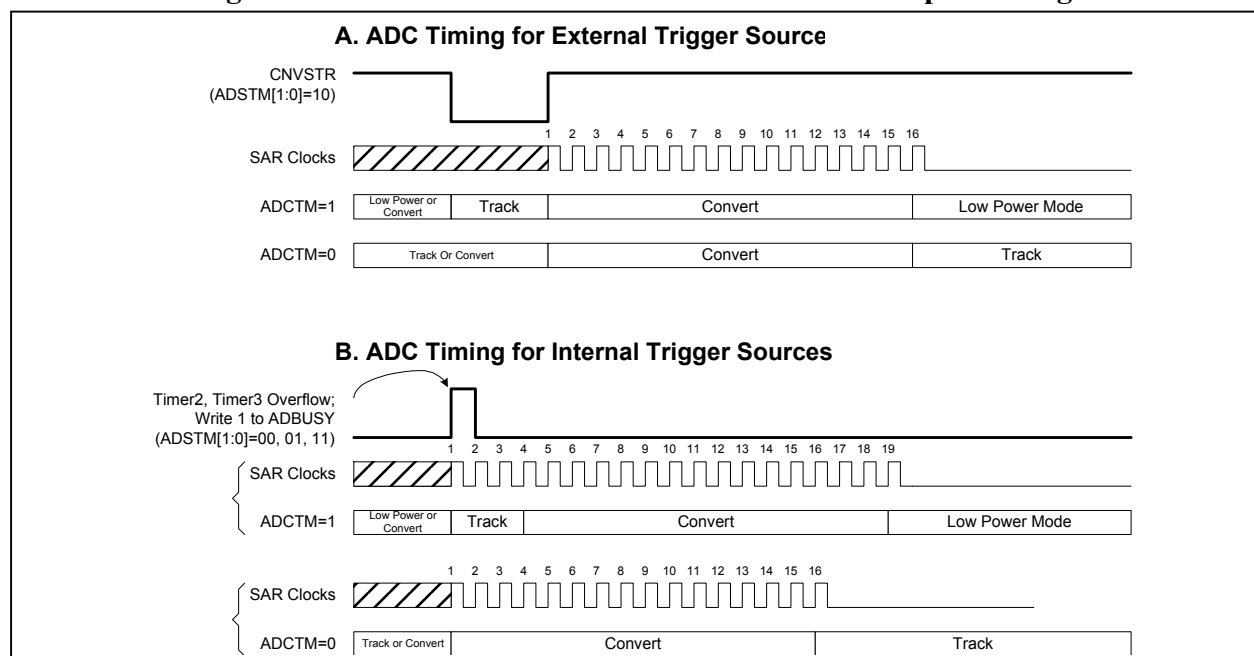 A. ADC Timing for External Trigger Source
CNVSTR
(ADSTM[1:0]=10)
1 2 3 4 5 6 7 8 9 10 11 12 13 14 15 16
SAR Clocks
ADCTM=1
Low Power or
Convert
Track
Convert
Low Power Mode
ADCTM=0
Track Or Convert
Convert
Track
B. ADC Timing for Internal Trigger Sources
Timer2, Timer3 Overflow;
Write 1 to ADBUSY
(ADSTM[1:0]=00, 01, 11)
1 2 3 4 5 6 7 8 9 10 11 12 13 14 15 16 17 18 19
SAR Clocks
ADCTM=1
Low Power or
Convert
Track
Convert
Low Power Mode
1 2 3 4 5 6 7 8 9 10 11 12 13 14 15 16
SAR Clocks
ADCTM=0
Track or Convert
Convert
Track